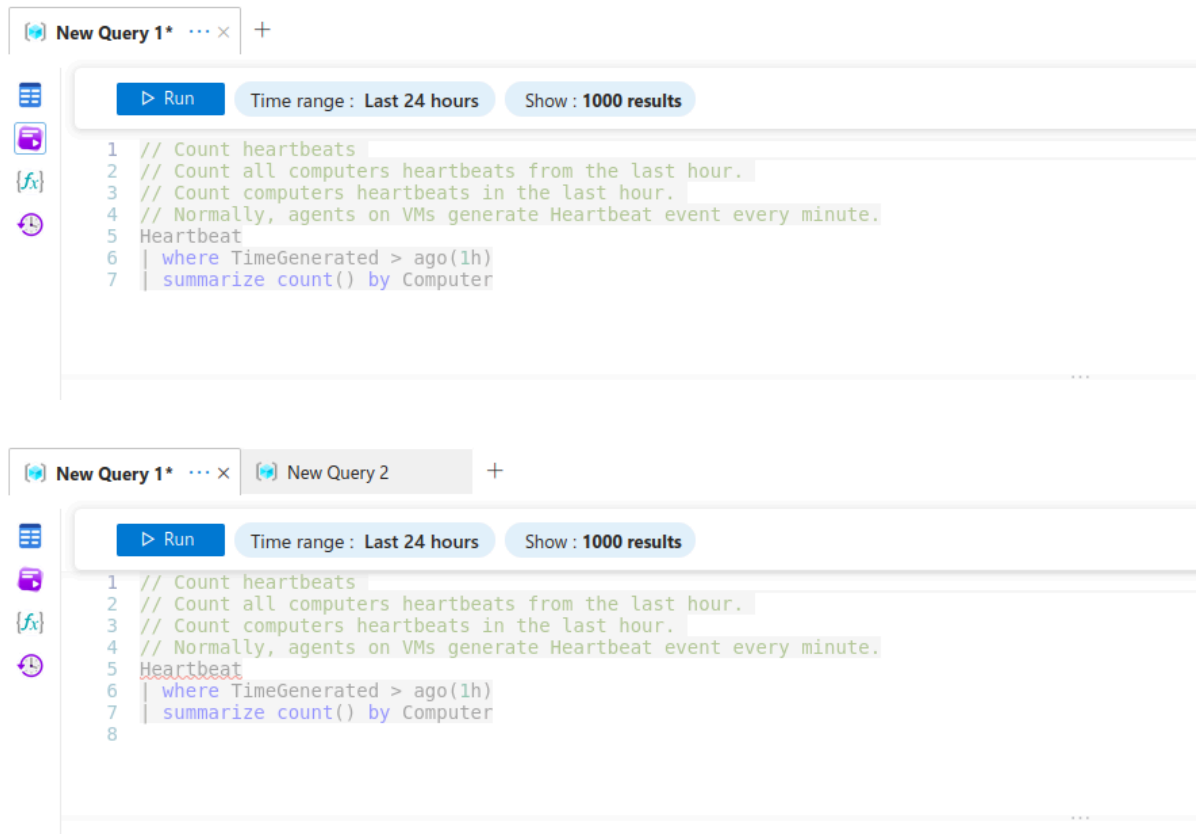 New Query 1* ··· × +
▷ Run Time range : Last 24 hours Show : 1000 results
1 // Count heartbeats
2 // Count all computers heartbeats from the last hour.
3 // Count computers heartbeats in the last hour.
4 // Normally, agents on VMs generate Heartbeat event every minute.
5 Heartbeat
6 | where TimeGenerated > ago(1h)
7 | summarize count() by Computer
{fx}
...
New Query 1* ··· × New Query 2 +
▷ Run Time range : Last 24 hours Show : 1000 results
1 // Count heartbeats
2 // Count all computers heartbeats from the last hour.
3 // Count computers heartbeats in the last hour.
4 // Normally, agents on VMs generate Heartbeat event every minute.
5 Heartbeat
6 | where TimeGenerated > ago(1h)
7 | summarize count() by Computer
8
{fx}
...